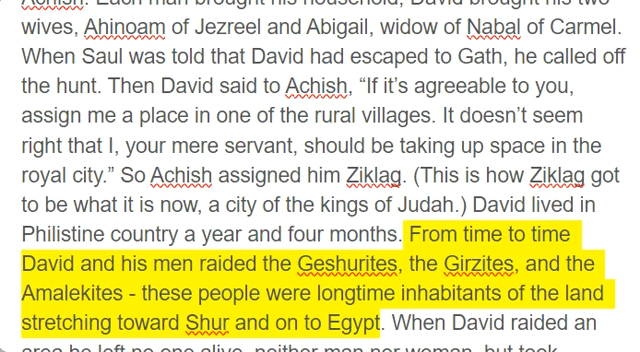 Achish. Each man brought his household; David brought his two
wives, Ahinoam of Jezreel and Abigail, widow of Nabal of Carmel.
When Saul was told that David had escaped to Gath, he called off
the hunt. Then David said to Achish, “If it’s agreeable to you,
assign me a place in one of the rural villages. It doesn’t seem
right that I, your mere servant, should be taking up space in the
royal city.” So Achish assigned him Ziklag. (This is how Ziklag got
to be what it is now, a city of the kings of Judah.) David lived in
Philistine country a year and four months. From time to time
David and his men raided the Geshurites, the Girzites, and the
Amalekites - these people were longtime inhabitants of the land
stretching toward Shur and on to Egypt. When David raided an
area he left no one alive, neither man nor woman, but took